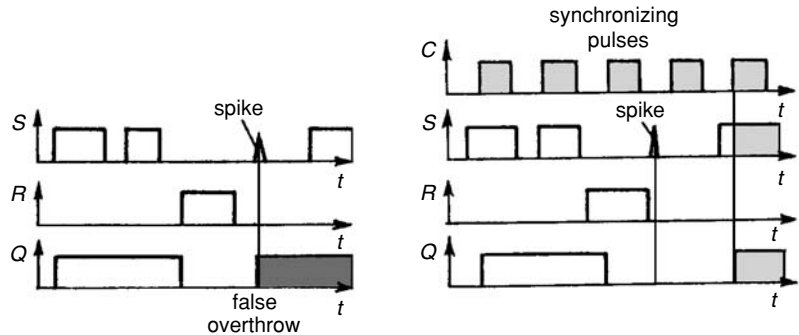 S
spike
t
R
t
Q
t
false
overthrow
synchronizing
pulses
C
t
S
spike
t
R
t
Q
t